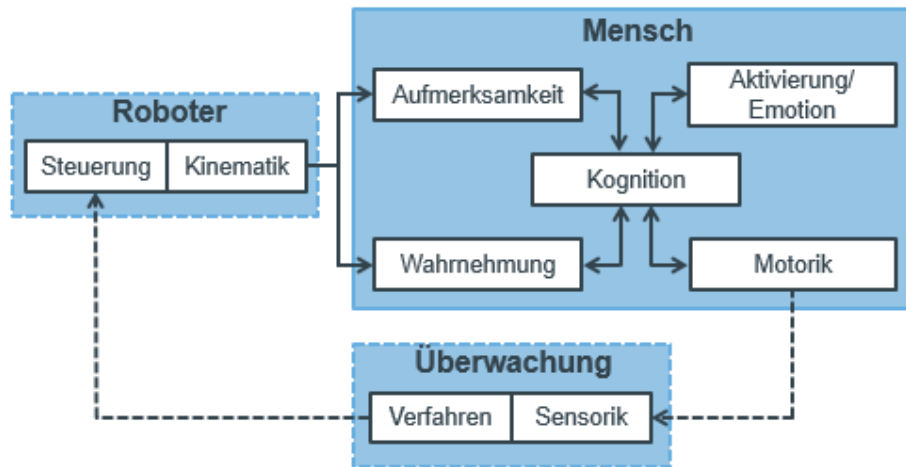 Mensch
Aufmerksamkeit
Aktivierung/
Emotion
Roboter
Steuerung
Kinematik
Kognition
Wahrnehmung
Motorik
Überwachung
Verfahren
Sensorik